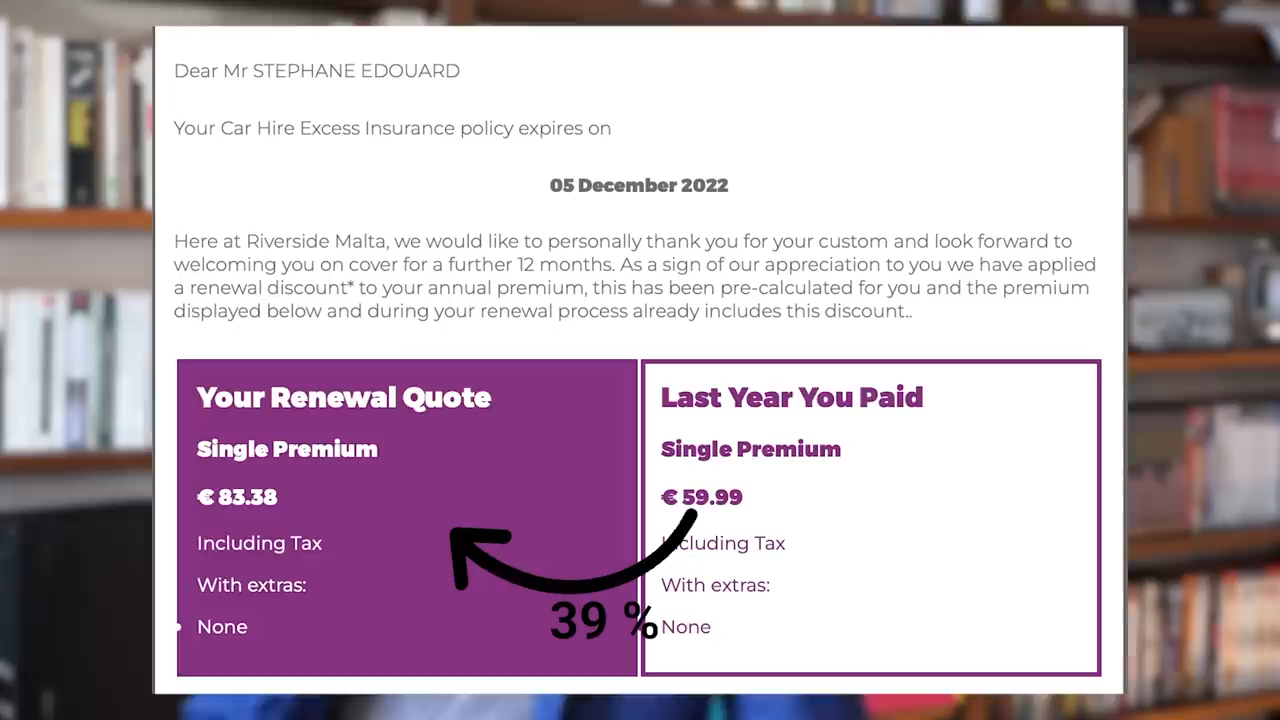 Dear Mr STEPHANE EDOUARD
Your Car Hire Excess Insurance policy expires on
05 December 2022
Here at Riverside Malta, we would like to personally thank you for your custom and look forward to
welcoming you on cover for a further 12 months. As a sign of our appreciation to you we have applied
a renewal discount* to your annual premium, this has been pre-calculated for you and the premium
displayed below and during your renewal process already includes this discount..
Your Renewal Quote
Single Premium
€ 83.38
Including Tax
With extras:
None
Last Year You Paid
Single Premium
€ 59.99
Including Tax
With extras:
None
39 %